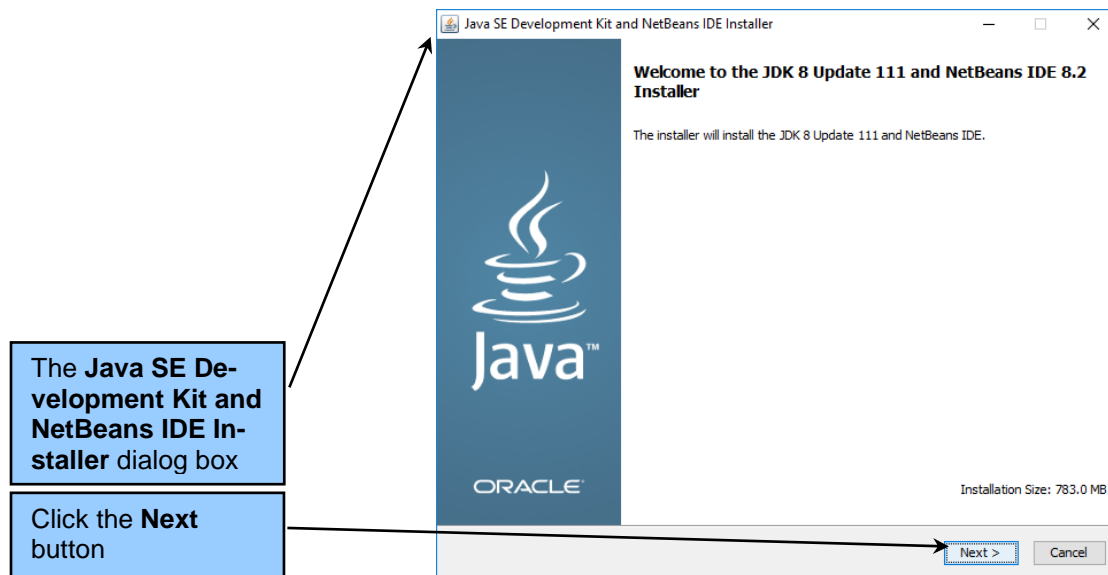 Java SE Development Kit and NetBeans IDE Installer
Welcome to the JDK 8 Update 111 and NetBeans IDE 8.2
Installer
The installer will install the JDK 8 Update 111 and NetBeans IDE.
Java™
ORACLE
Installation Size: 783.0 MB
Next >
Cancel
The Java SE De-
velopment Kit and
NetBeans IDE In-
staller dialog box
Click the Next
button